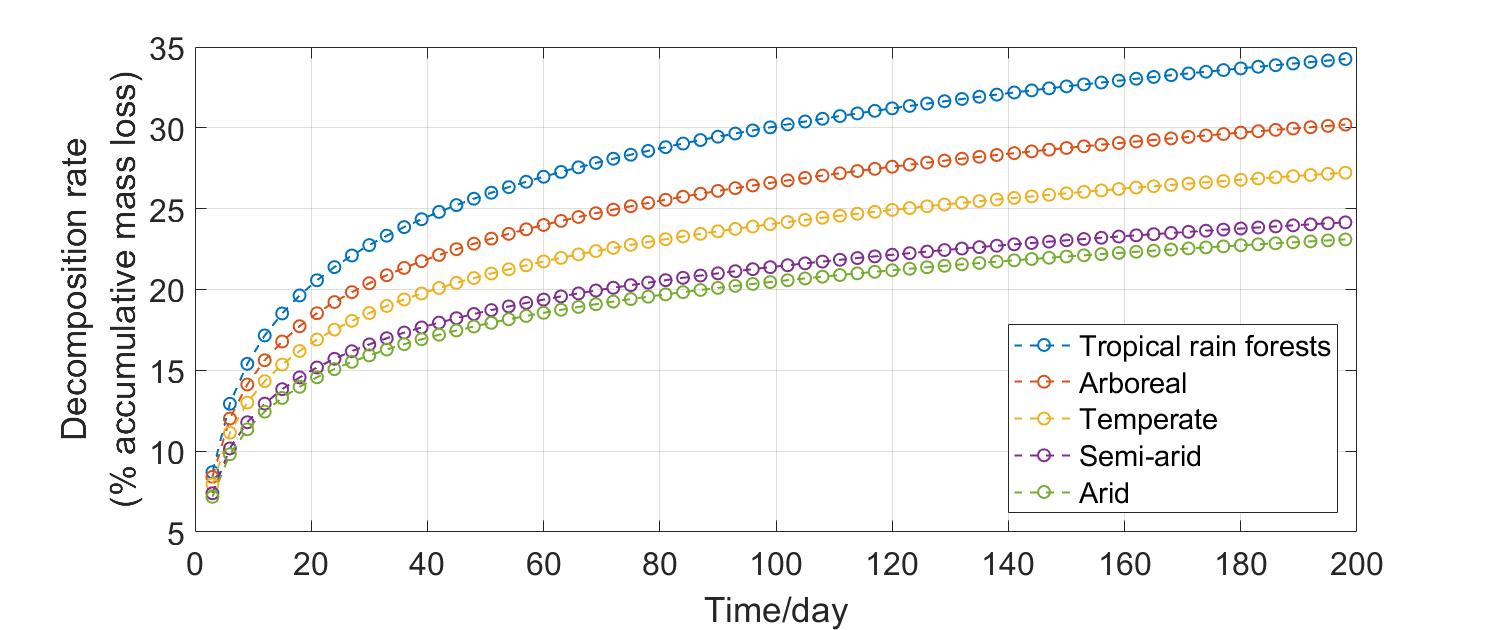 Decomposition rate
(% accumulative mass loss)
35
30
25
20
15
10
5
0 20 40 60 80 100 120 140 160 180 200
Time/day
Tropical rain forests
Arboreal
Temperate
Semi-arid
Arid